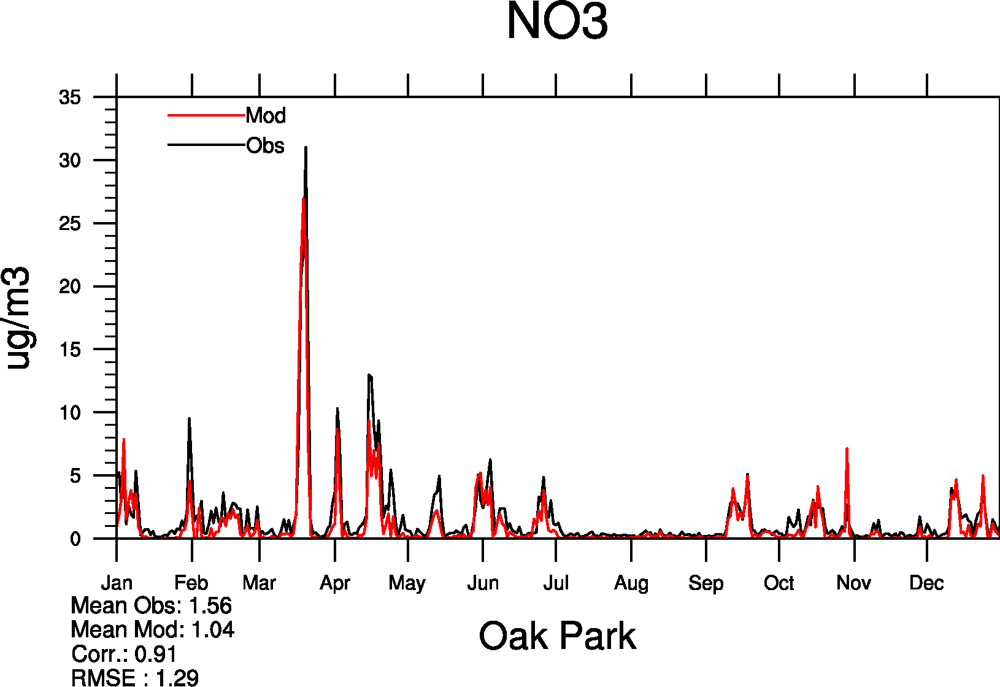 NO3
35
Mod
Obs
30
25
20
15
10
5
0
ug/m3
Jan Feb Mar Apr May Jun Jul Aug Sep Oct Nov Dec
Mean Obs: 1.56
Mean Mod: 1.04
Corr.: 0.91
RMSE : 1.29
Oak Park